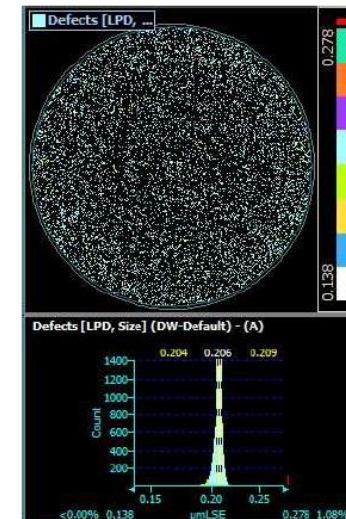 Defects [LPD, ...
0.278
0.138
Defects [LPD, Size] (DW-Default) - (A)
0.204 0.206 0.209
1400
1200
1000
800
600
400
200
Count
0.15 0.20 0.25
<0.00% 0.138 µmLSE 0.278 1.08%